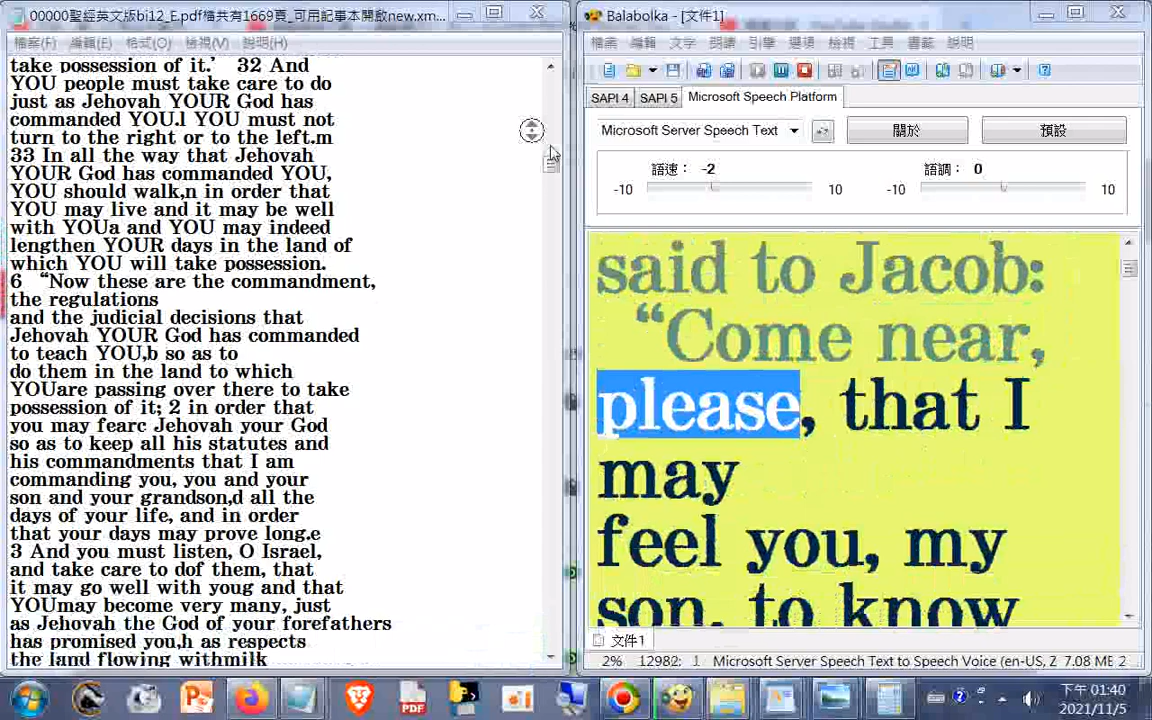 00000聖經英文版bi12_E.pdf檔共有1669頁_可用記事本開啟new.xm...
檔案(F) 編輯(E) 格式(O) 檢視(V) 說明(H)
take possession of it.’ 32 And
YOU people must take care to do
just as Jehovah YOUR God has
commanded YOU.l YOU must not
turn to the right or to the left.m
33 In all the way that Jehovah
YOUR God has commanded YOU,
YOU should walk,n in order that
YOU may live and it may be well
with YOUa and YOU may indeed
lengthen YOUR days in the land of
which YOU will take possession.
6 “Now these are the commandment,
the regulations
and the judicial decisions that
Jehovah YOUR God has commanded
to teach YOU,b so as to
do them in the land to which
YOUare passing over there to take
possession of it; 2 in order that
you may fearc Jehovah your God
so as to keep all his statutes and
his commandments that I am
commanding you, you and your
son and your grandson,d all the
days of your life, and in order
that your days may prove long.e
3 And you must listen, O Israel,
and take care to dof them, that
it may go well with youg and that
YOUmay become very many, just
as Jehovah the God of your forefathers
has promised you,h as respects
the land flowing withmilk
Balabolka - [文件1]
檔案 編輯 文字 朗讀 引擎 選項 檢視 工具 書籤 說明
SAPI 4 SAPI 5 Microsoft Speech Platform
Microsoft Server Speech Text 關於 預設
語速： -2 語調： 0
-10 10 -10 10
said to Jacob:
“Come near,
please, that I
may
feel you, my
son, to know
文件1
2% 12982: 1 Microsoft Server Speech Text to Speech Voice (en-US, Z 7.08 MB 2
PDF
下午 01:40
2021/11/5